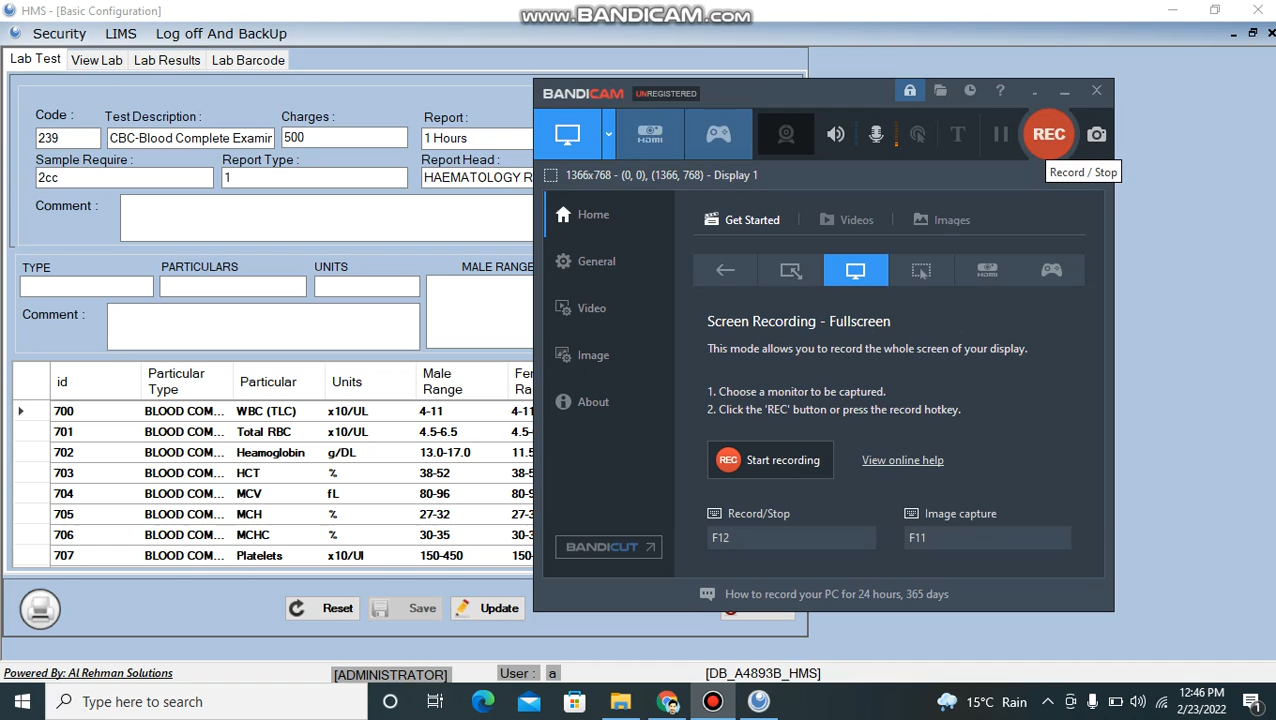 HMS - [Basic Configuration]
www.BANDICAM.com
Security LIMS Log off And BackUp
Lab Test View Lab Lab Results Lab Barcode
Code : Test Description : Charges : Report :
239 CBC-Blood Complete Examir 500 1 Hours
Sample Require : Report Type : Report Head :
2cc 1 HAEMATOLOGY R
Comment :
TYPE PARTICULARS UNITS MALE RANGE
Comment :
id Particular Type Particular Units Male Range Fer Ra
700 BLOOD COM... WBC (TLC) x10/UL 4-11 4-11
701 BLOOD COM... Total RBC x10/UL 4.5-6.5 4.5-
702 BLOOD COM... Heamoglobin g/DL 13.0-17.0 11.5
703 BLOOD COM... HCT % 38-52 38-5
704 BLOOD COM... MCV fL 80-96 80-9
705 BLOOD COM... MCH % 27-32 27-3
706 BLOOD COM... MCHC % 30-35 30-3
707 BLOOD COM... Platelets x10/Ul 150-450 150-
Reset Save Update
Powered By: Al Rehman Solutions [ADMINISTRATOR] User : a [DB_A4893B_HMS]
BANDICAM UNREGISTERED
HDMI T REC
Record / Stop
1366x768 - (0, 0), (1366, 768) - Display 1
Home
General
Video
Image
About
BANDICUT
Get Started Videos Images
HDMI
Screen Recording - Fullscreen
This mode allows you to record the whole screen of your display.
1. Choose a monitor to be captured.
2. Click the 'REC' button or press the record hotkey.
REC Start recording View online help
Record/Stop Image capture
F12 F11
How to record your PC for 24 hours, 365 days
Type here to search
15°C Rain
12:46 PM
2/23/2022
1